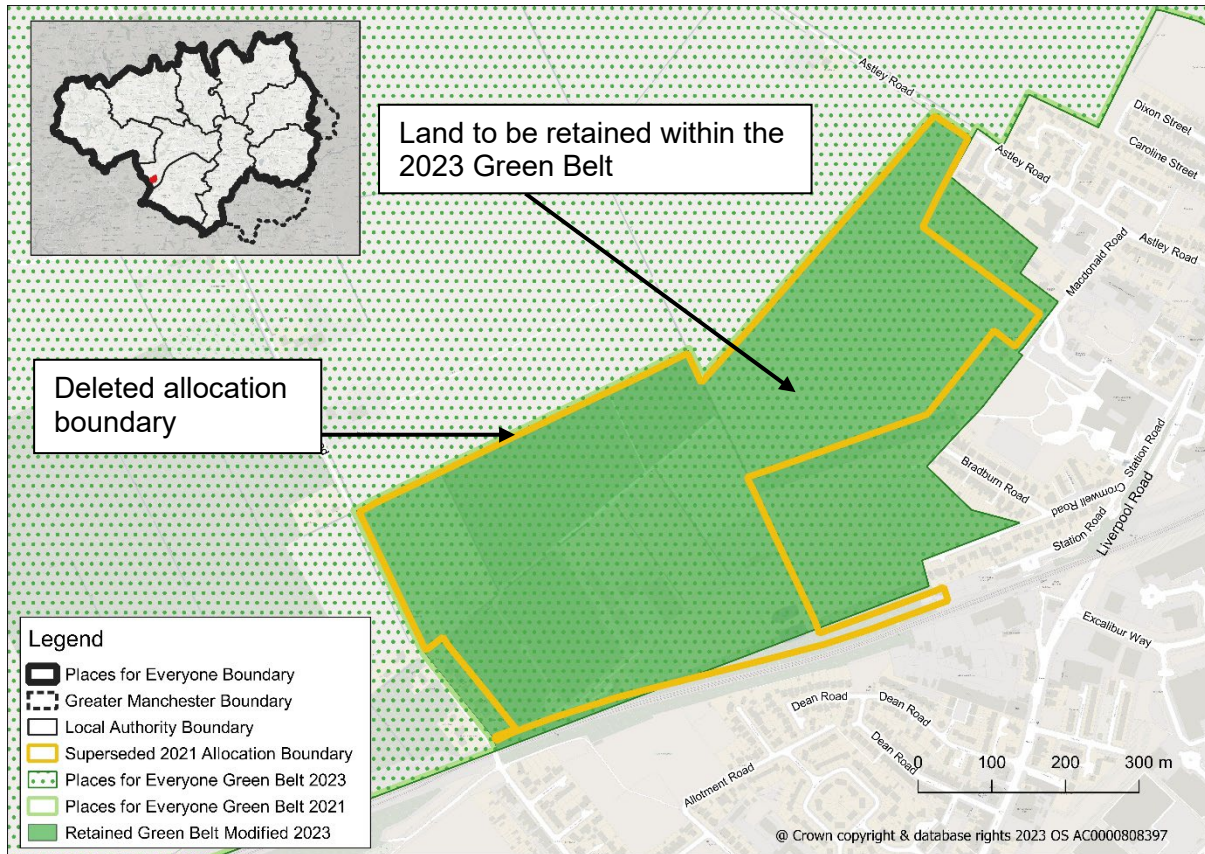 Land to be retained within the
2023 Green Belt
Deleted allocation
boundary
Astley Road
Dixon Street
Caroline Street
Astley Road
Astley Road
Macdonald Road
Bradburn Road
Cromwell Road
Station Road
Station Road
Liverpool Road
Excalibur Way
Dean Road
Dean Road
Dean Road
Allotment Road
Legend
Places for Everyone Boundary
Greater Manchester Boundary
Local Authority Boundary
Superseded 2021 Allocation Boundary
Places for Everyone Green Belt 2023
Places for Everyone Green Belt 2021
Retained Green Belt Modified 2023
0 100 200 300 m
@ Crown copyright & database rights 2023 OS AC0000808397